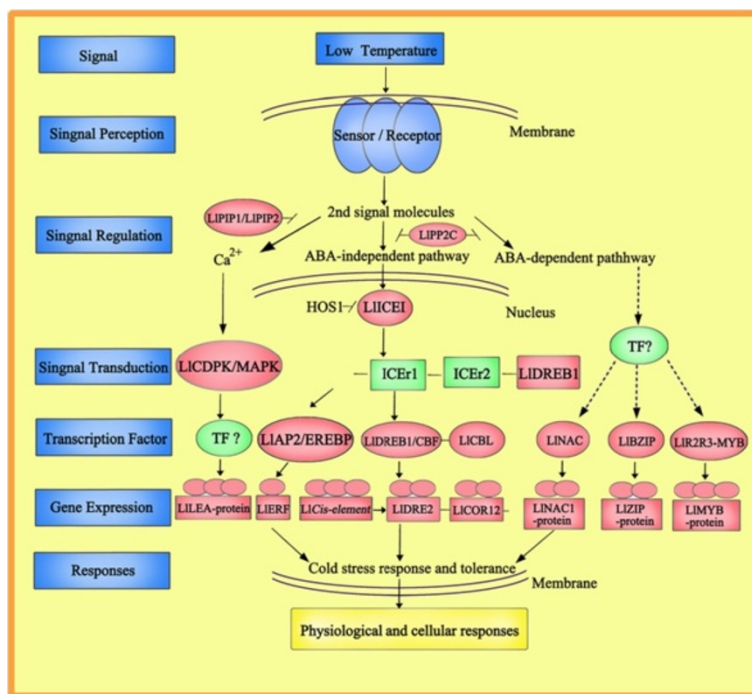 Signal
Low Temperature
Singnal Perception
Sensor / Receptor
Membrane
LlPIP1/LlPIP2
2nd signal molecules
Singnal Regulation
LlPP2C
Ca2+
ABA-independent pathway
ABA-dependent pathhway
HOS1
LlICEI
Nucleus
TF?
Singnal Transduction
LlCDPK/MAPK
ICEr1
ICEr2
LlDREB1
Transcription Factor
TF ?
LlAP2/EREBP
LlDREB1/CBF
LlCBL
LlNAC
LlBZIP
LlR2R3-MYB
Gene Expression
LlLEA-protein
LlERF
LlCis-element
LlDRE2
LlCOR12
LlNAC1
-protein
LlZIP
-protein
LlMYB
-protein
Responses
Cold stress response and tolerance
Membrane
Physiological and cellular responses